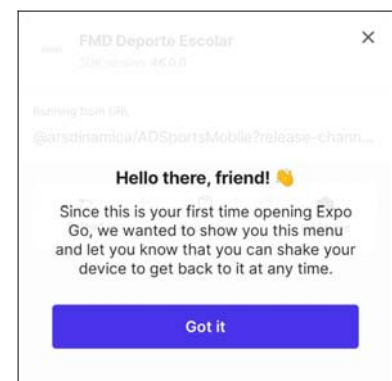 FMD Deporte Escolar
SDK version: 46.0.0
Running from URL
@arsdinamica/ADSportsMobile?release-chann...
Hello there, friend! 👋
Since this is your first time opening Expo
Go, we wanted to show you this menu
and let you know that you can shake your
device to get back to it at any time.
Got it